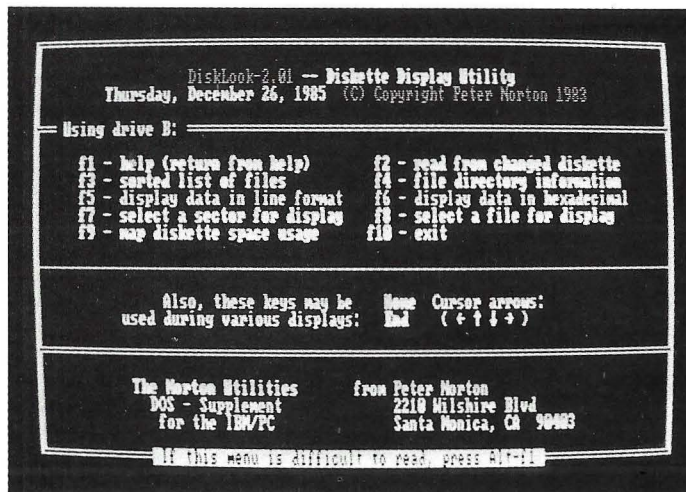 DiskLook-2.01 -- Diskette Display Utility
Thursday, December 26, 1985 (C) Copyright Peter Norton 1983
Using drive B:
f1 - help (return from help) f2 - read from changed diskette
f3 - sorted list of files f4 - file directory information
f5 - display data in line format f6 - display data in hexadecimal
f7 - select a sector for display f8 - select a file for display
f9 - map diskette space usage f10 - exit
Also, these keys may be Home Cursor arrows:
used during various displays: End (←↑↓→)
The Norton Utilities from Peter Norton
DOS - Supplement 2210 Wilshire Blvd
for the IBM/PC Santa Monica, CA 90403
If this menu is difficult to read, press Alt-f1